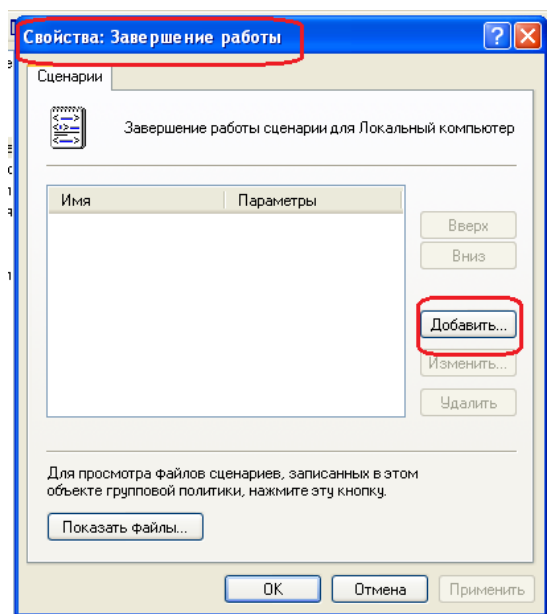 Свойства: Завершение работы
Сценарии
Завершение работы сценарии для Локальный компьютер
Имя Параметры
Вверх
Вниз
Добавить...
Изменить...
Удалить
Для просмотра файлов сценариев, записанных в этом
объекте групповой политики, нажмите эту кнопку.
Показать файлы...
OK Отмена Применить